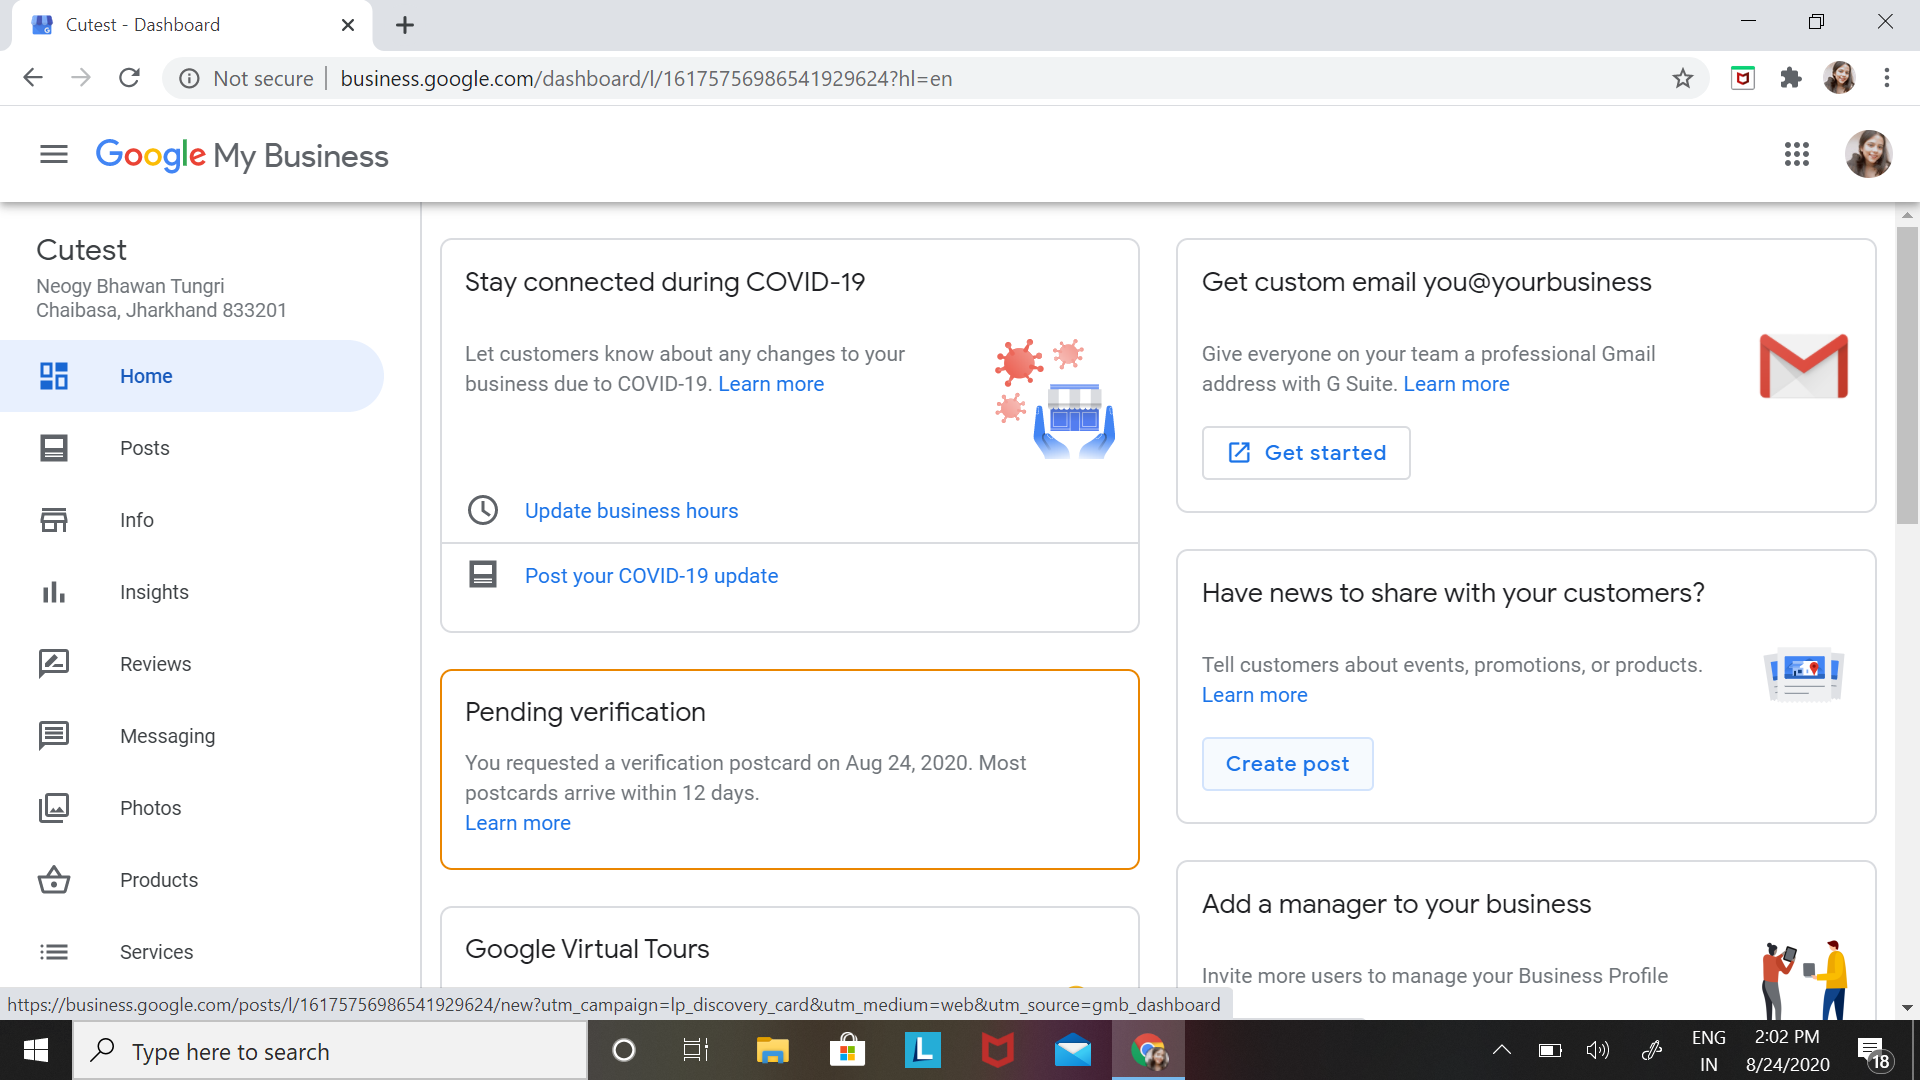 Cutest - Dashboard
Not secure
business.google.com/dashboard/l/16175756986541929624?hl=en
Google My Business
Cutest
Neogy Bhawan Tungri
Chaibasa, Jharkhand 833201
Home
Posts
Info
Insights
Reviews
Messaging
Photos
Products
Services
Stay connected during COVID-19
Let customers know about any changes to your
business due to COVID-19. Learn more
Update business hours
Post your COVID-19 update
Pending verification
You requested a verification postcard on Aug 24, 2020. Most
postcards arrive within 12 days.
Learn more
Google Virtual Tours
Get custom email you@yourbusiness
Give everyone on your team a professional Gmail
address with G Suite. Learn more
Get started
Have news to share with your customers?
Tell customers about events, promotions, or products.
Learn more
Create post
Add a manager to your business
Invite more users to manage your Business Profile
https://business.google.com/posts/l/16175756986541929624/new?utm_campaign=lp_discovery_card&utm_medium=web&utm_source=gmb_dashboard
Type here to search
L
ENG
IN
2:02 PM
8/24/2020
18